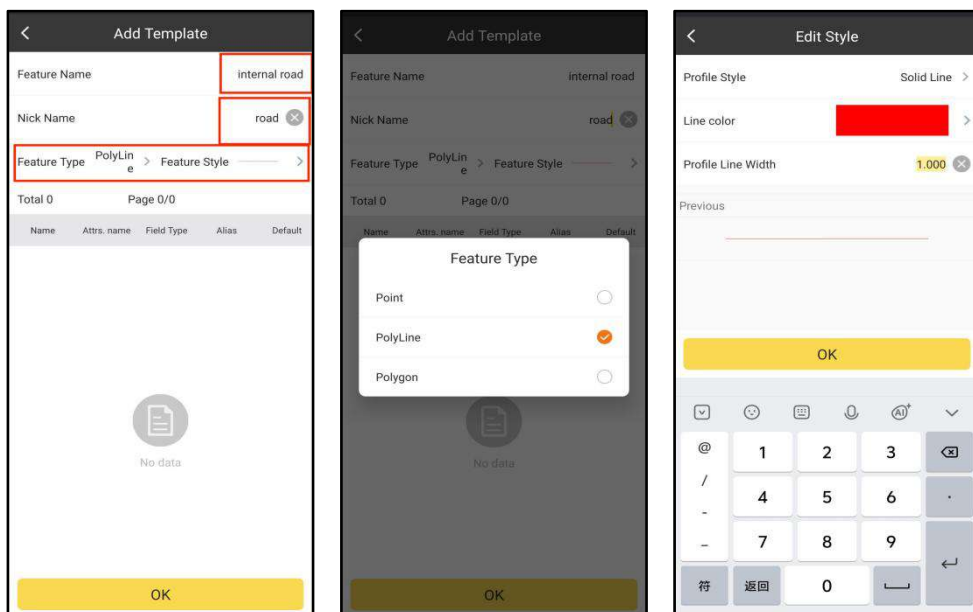 Add Template
Feature Name internal road
Nick Name road
Feature Type PolyLin
e Feature Style
Total 0 Page 0/0
Name Attrs. name Field Type Alias Default
No data
OK
Add Template
Feature Name internal road
Nick Name road
Feature Type PolyLin
e Feature Style
Total 0 Page 0/0
Name Attrs. name Field Type Alias Default
Feature Type
Point
PolyLine
Polygon
No data
OK
Edit Style
Profile Style Solid Line
Line color
Profile Line Width 1.000
Previous
OK
AI+
@ 1 2 3
/
4 5 6 .
-
_ 7 8 9
符 返回 0